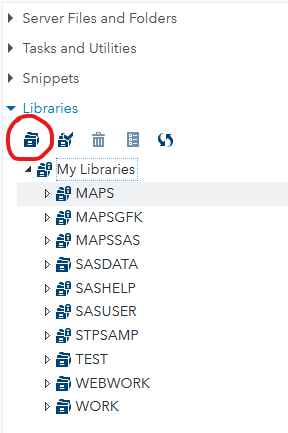 Server Files and Folders
Tasks and Utilities
Snippets
Libraries
My Libraries
MAPS
MAPSGFK
MAPSSAS
SASDATA
SASHELP
SASUSER
STPSAMP
TEST
WEBWORK
WORK